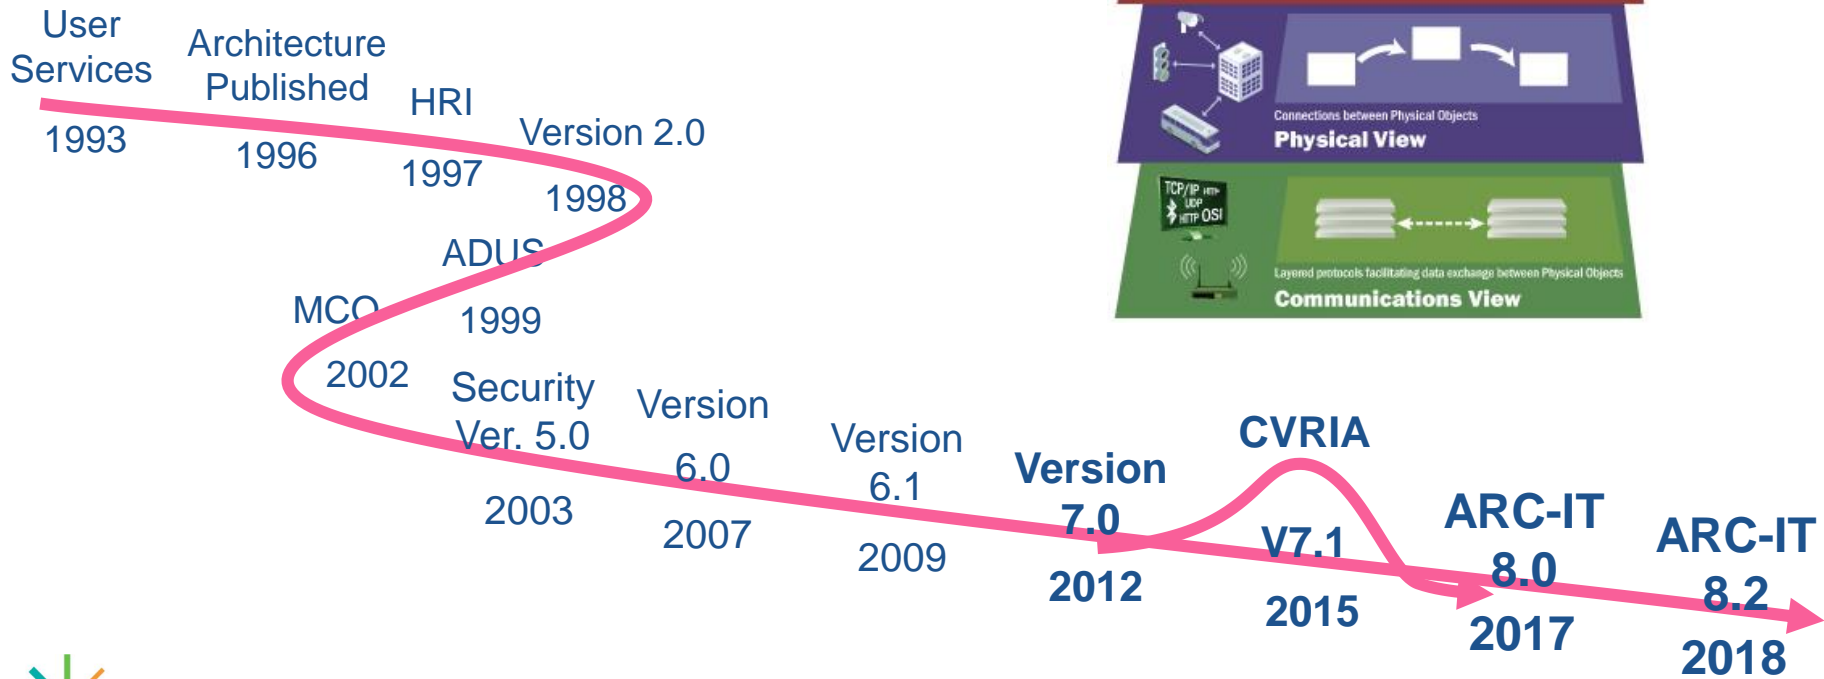 User
Services
1993
Architecture
Published
1996
HRI
1997
Version 2.0
1998
ADUS
1999
MCO
2002
Security
Ver. 5.0
2003
Version
6.0
2007
Version
6.1
2009
Version
7.0
2012
CVRIA
V7.1
2015
ARC-IT
8.0
2017
ARC-IT
8.2
2018
Connections between Physical Objects
Physical View
TCP/IP HTTP
UDP
HTTP OSI
Layered protocols facilitating data exchange between Physical Objects
Communications View